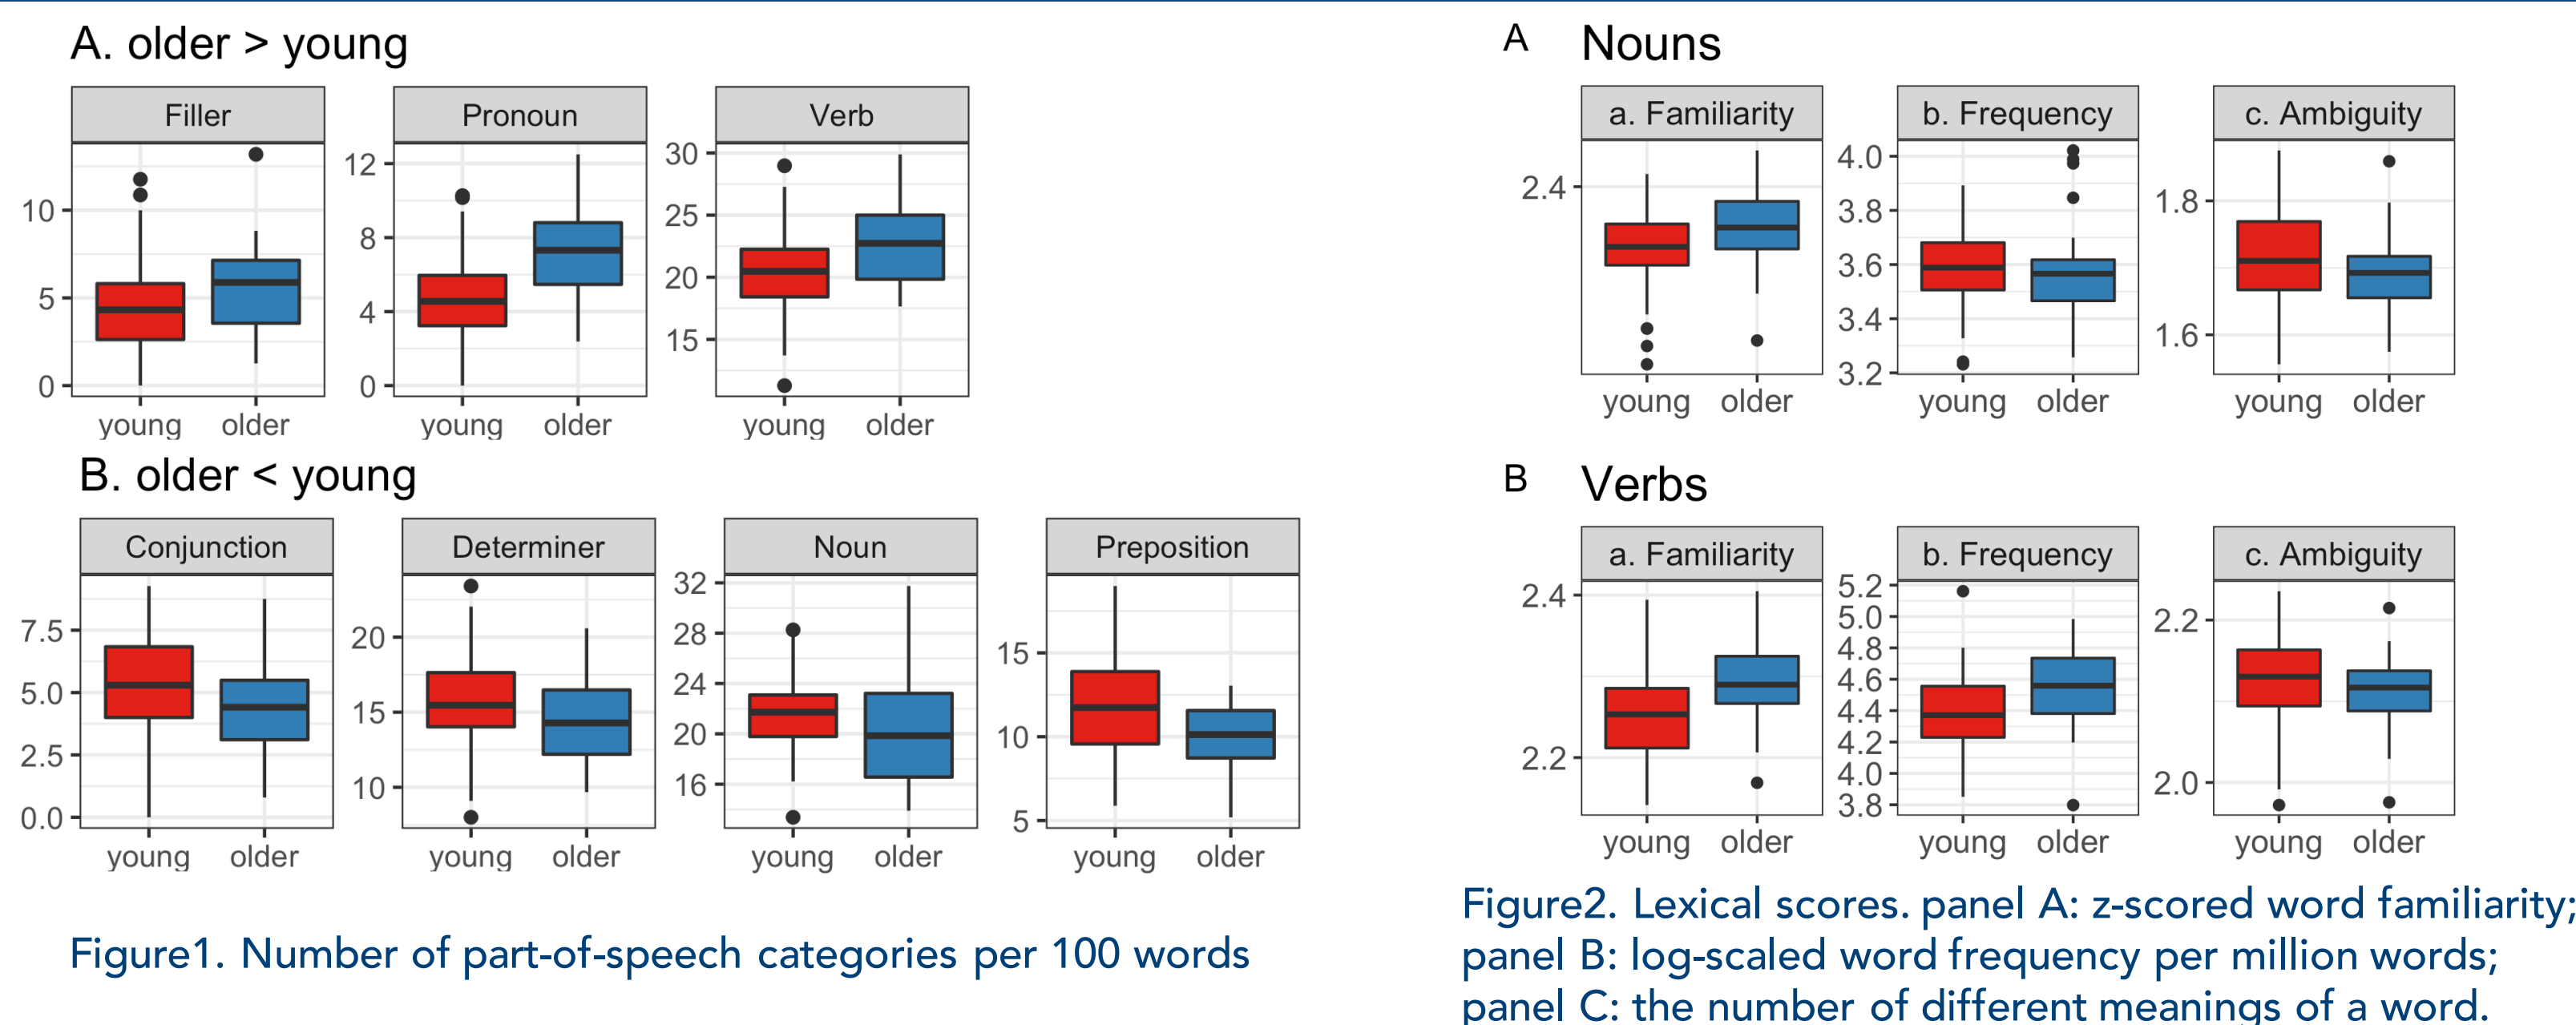 A. older > young
Filler
Pronoun
Verb
10
5
0
12
8
4
0
30
25
20
15
young older
young older
young older
B. older < young
Conjunction
Determiner
Noun
Preposition
7.5
5.0
2.5
0.0
20
15
10
32
28
24
20
16
15
10
5
young older
young older
young older
young older
Figure1. Number of part-of-speech categories per 100 words
A Nouns
a. Familiarity
b. Frequency
c. Ambiguity
2.4
4.0
3.8
3.6
3.4
3.2
1.8
1.6
young older
young older
young older
B Verbs
a. Familiarity
b. Frequency
c. Ambiguity
2.4
2.2
5.2
5.0
4.8
4.6
4.4
4.2
4.0
3.8
2.2
2.0
young older
young older
young older
Figure2. Lexical scores. panel A: z-scored word familiarity;
panel B: log-scaled word frequency per million words;
panel C: the number of different meanings of a word.